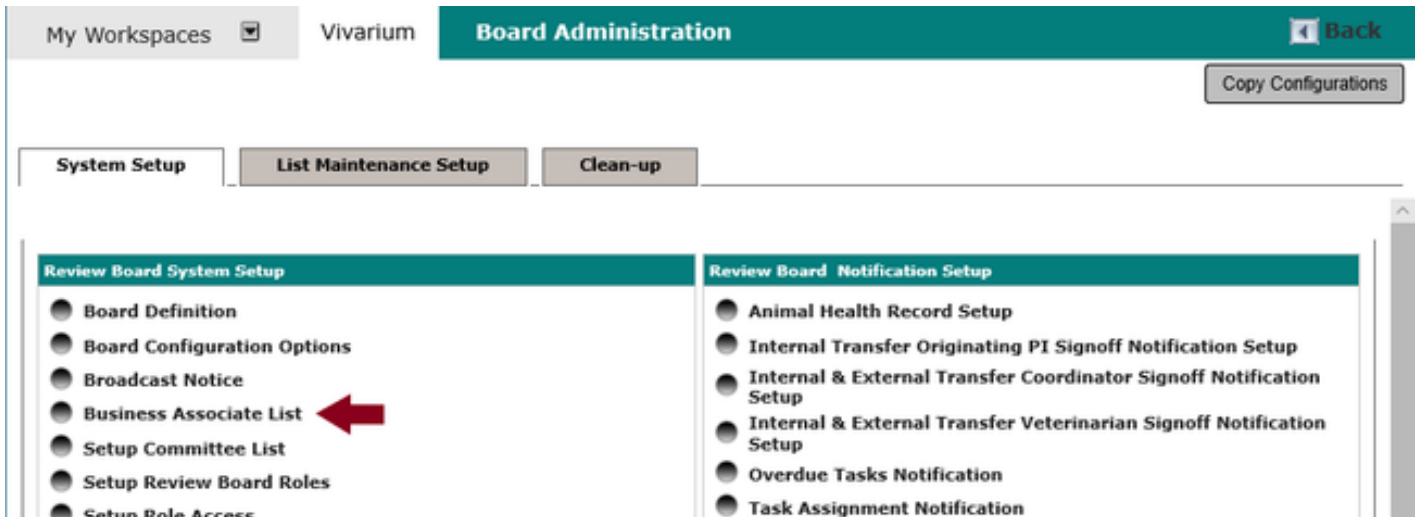 My Workspaces
Vivarium
Board Administration
Back
Copy Configurations
System Setup
List Maintenance Setup
Clean-up
Review Board System Setup
Board Definition
Board Configuration Options
Broadcast Notice
Business Associate List
Setup Committee List
Setup Review Board Roles
Setup Role Access
Review Board Notification Setup
Animal Health Record Setup
Internal Transfer Originating PI Signoff Notification Setup
Internal & External Transfer Coordinator Signoff Notification
Setup
Internal & External Transfer Veterinarian Signoff Notification
Setup
Overdue Tasks Notification
Task Assignment Notification